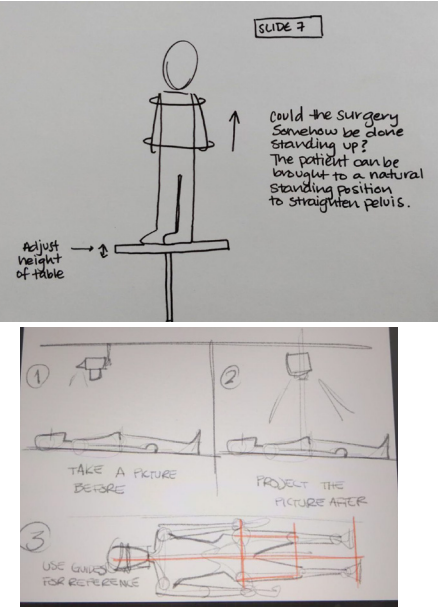 SLIDE 7
Could the surgery
Somehow be done
standing up?
The patient can be
brought to a natural
standing position
to straighten pelvis.
Adjust
height
of table
1
2
TAKE A PICTURE
BEFORE
PROJECT THE
PICTURE AFTER
3
USE GUIDES
FOR REFERENCE